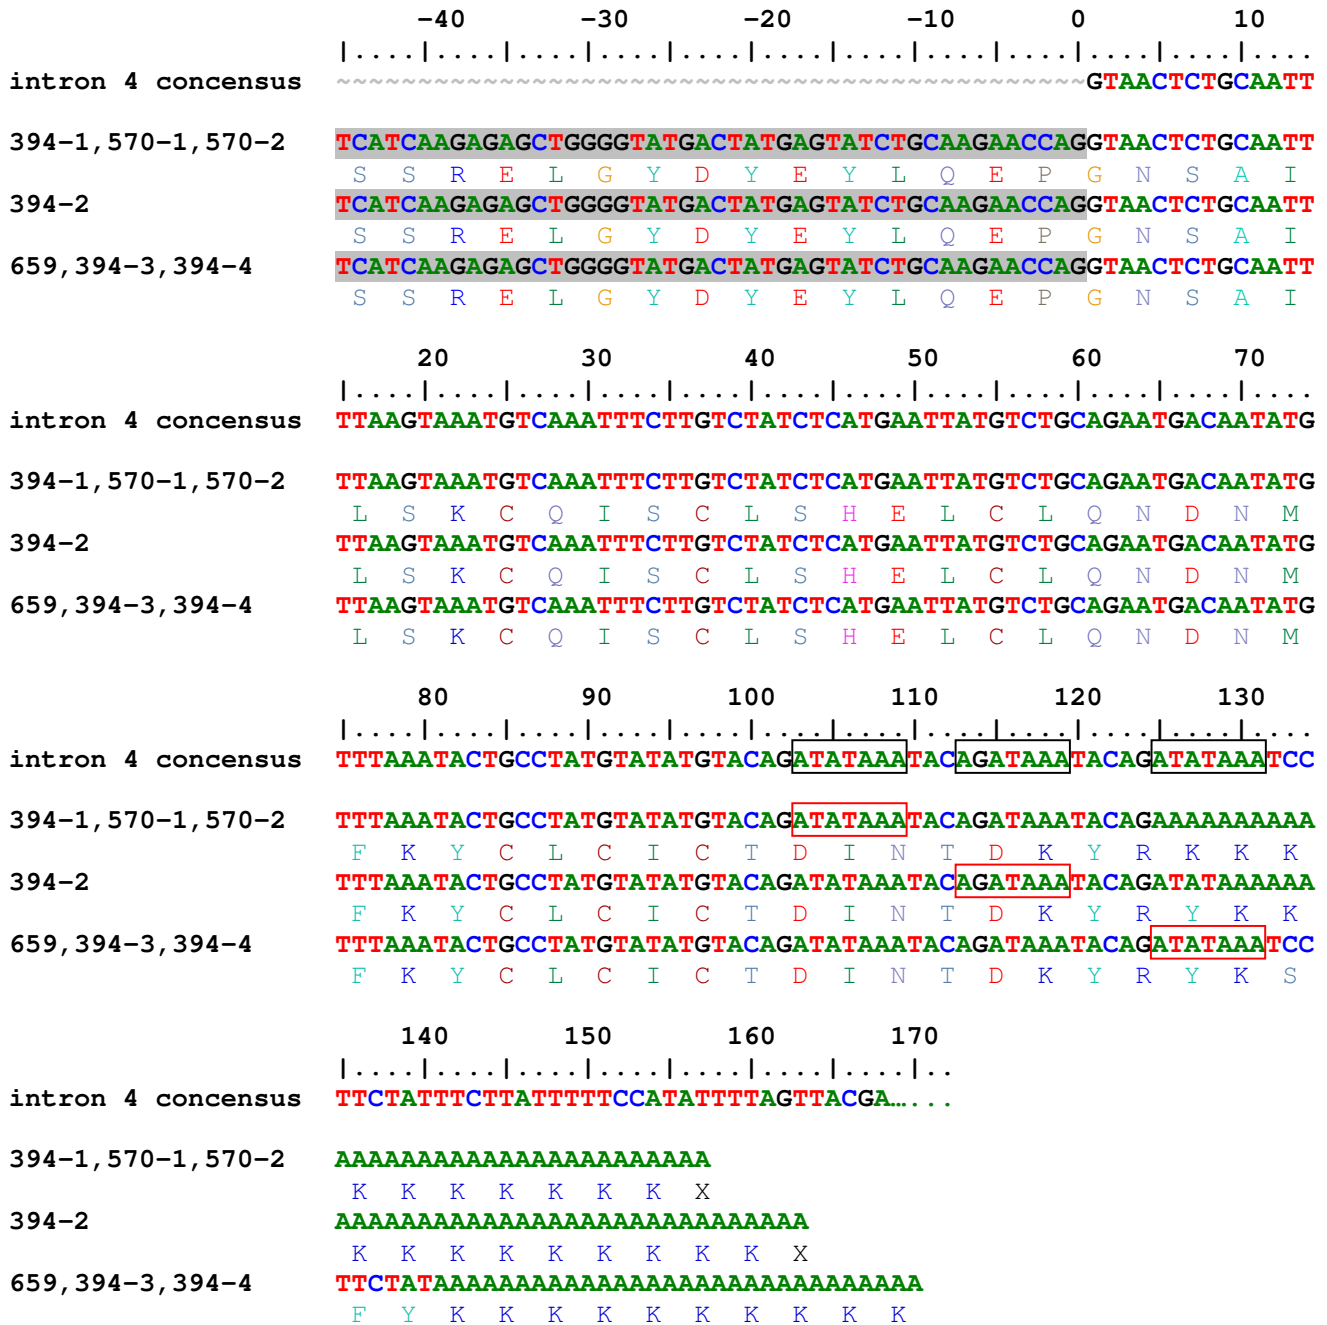 -40 -30 -20 -10 0 10
|....|....|....|....|....|....|....|....|....|....|....|....
intron 4 concensus ~~~~~~~~~~~~~~~~~~~~~~~~~~~~~~~~~~~~~~~~~~~~~~GTAACTCTGCAATT
394-1,570-1,570-2 TCATCAAGAGAGCTGGGGTATGACTATGAGTATCTGCAAGAACCAGGTAACTCTGCAATT
S S R E L G Y D Y E Y L Q E P G N S A I
394-2 TCATCAAGAGAGCTGGGGTATGACTATGAGTATCTGCAAGAACCAGGTAACTCTGCAATT
S S R E L G Y D Y E Y L Q E P G N S A I
659,394-3,394-4 TCATCAAGAGAGCTGGGGTATGACTATGAGTATCTGCAAGAACCAGGTAACTCTGCAATT
S S R E L G Y D Y E Y L Q E P G N S A I
20 30 40 50 60 70
|....|....|....|....|....|....|....|....|....|....|....|....
intron 4 concensus TTAAGTAAATGTCAAATTTCTTGTCTATCTCATGAATTATGTCTGCAGAATGACAATATG
394-1,570-1,570-2 TTAAGTAAATGTCAAATTTCTTGTCTATCTCATGAATTATGTCTGCAGAATGACAATATG
L S K C Q I S C L S H E L C L Q N D N M
394-2 TTAAGTAAATGTCAAATTTCTTGTCTATCTCATGAATTATGTCTGCAGAATGACAATATG
L S K C Q I S C L S H E L C L Q N D N M
659,394-3,394-4 TTAAGTAAATGTCAAATTTCTTGTCTATCTCATGAATTATGTCTGCAGAATGACAATATG
L S K C Q I S C L S H E L C L Q N D N M
80 90 100 110 120 130
|....|....|....|....|....|....|....|....|....|....|....|....
intron 4 concensus TTTAAATACTGCCTATGTATATGTACAGATATAAATACAGATAAATACAGATATAAATCC
394-1,570-1,570-2 TTTAAATACTGCCTATGTATATGTACAGATATAAATACAGATAAATACAGAAAAAAAAAA
F K Y C L C I C T D I N T D K Y R K K K
394-2 TTTAAATACTGCCTATGTATATGTACAGATATAAATACAGATAAATACAGATATAAAAAA
F K Y C L C I C T D I N T D K Y R Y K K
659,394-3,394-4 TTTAAATACTGCCTATGTATATGTACAGATATAAATACAGATAAATACAGATATAAATCC
F K Y C L C I C T D I N T D K Y R Y K S
140 150 160 170
|....|....|....|....|....|....|....|..
intron 4 concensus TTCTATTTCTTATTTTTCCATATTTTAGTTACGA…...
394-1,570-1,570-2 AAAAAAAAAAAAAAAAAAAAAAA
K K K K K K K X
394-2 AAAAAAAAAAAAAAAAAAAAAAAAAAAAA
K K K K K K K K K X
659,394-3,394-4 TTCTATAAAAAAAAAAAAAAAAAAAAAAAAAAAAAA
F Y K K K K K K K K K K